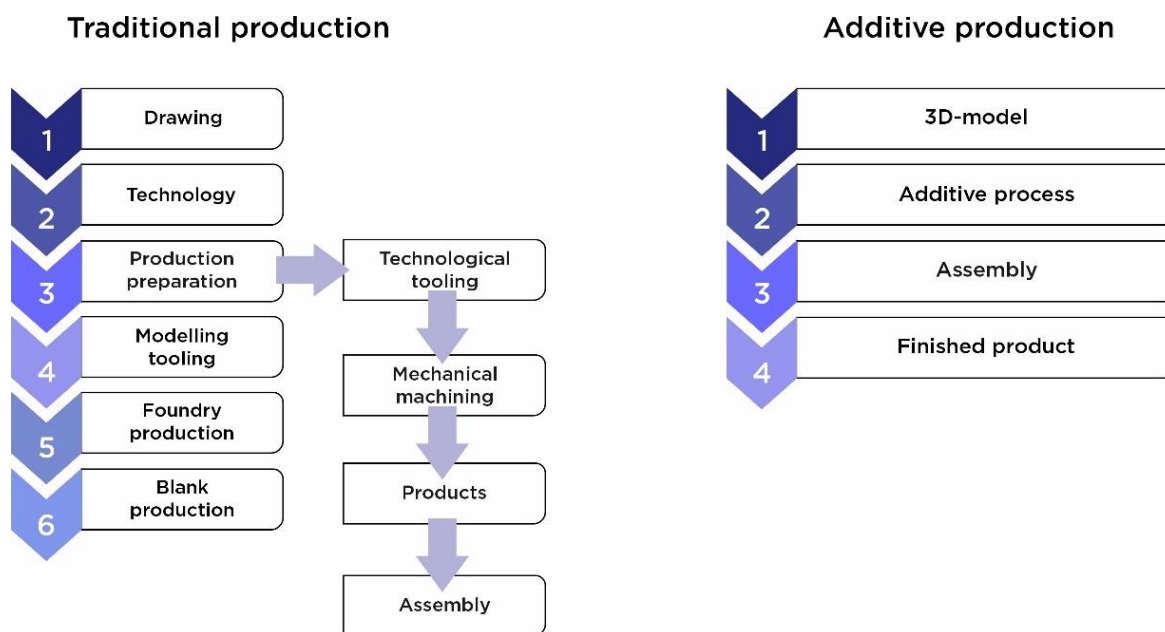 Traditional production
1
Drawing
2
Technology
3
Production
preparation
4
Modelling
tooling
5
Foundry
production
6
Blank
production
Technological
tooling
Mechanical
machining
Products
Assembly
Additive production
1
3D-model
2
Additive process
3
Assembly
4
Finished product